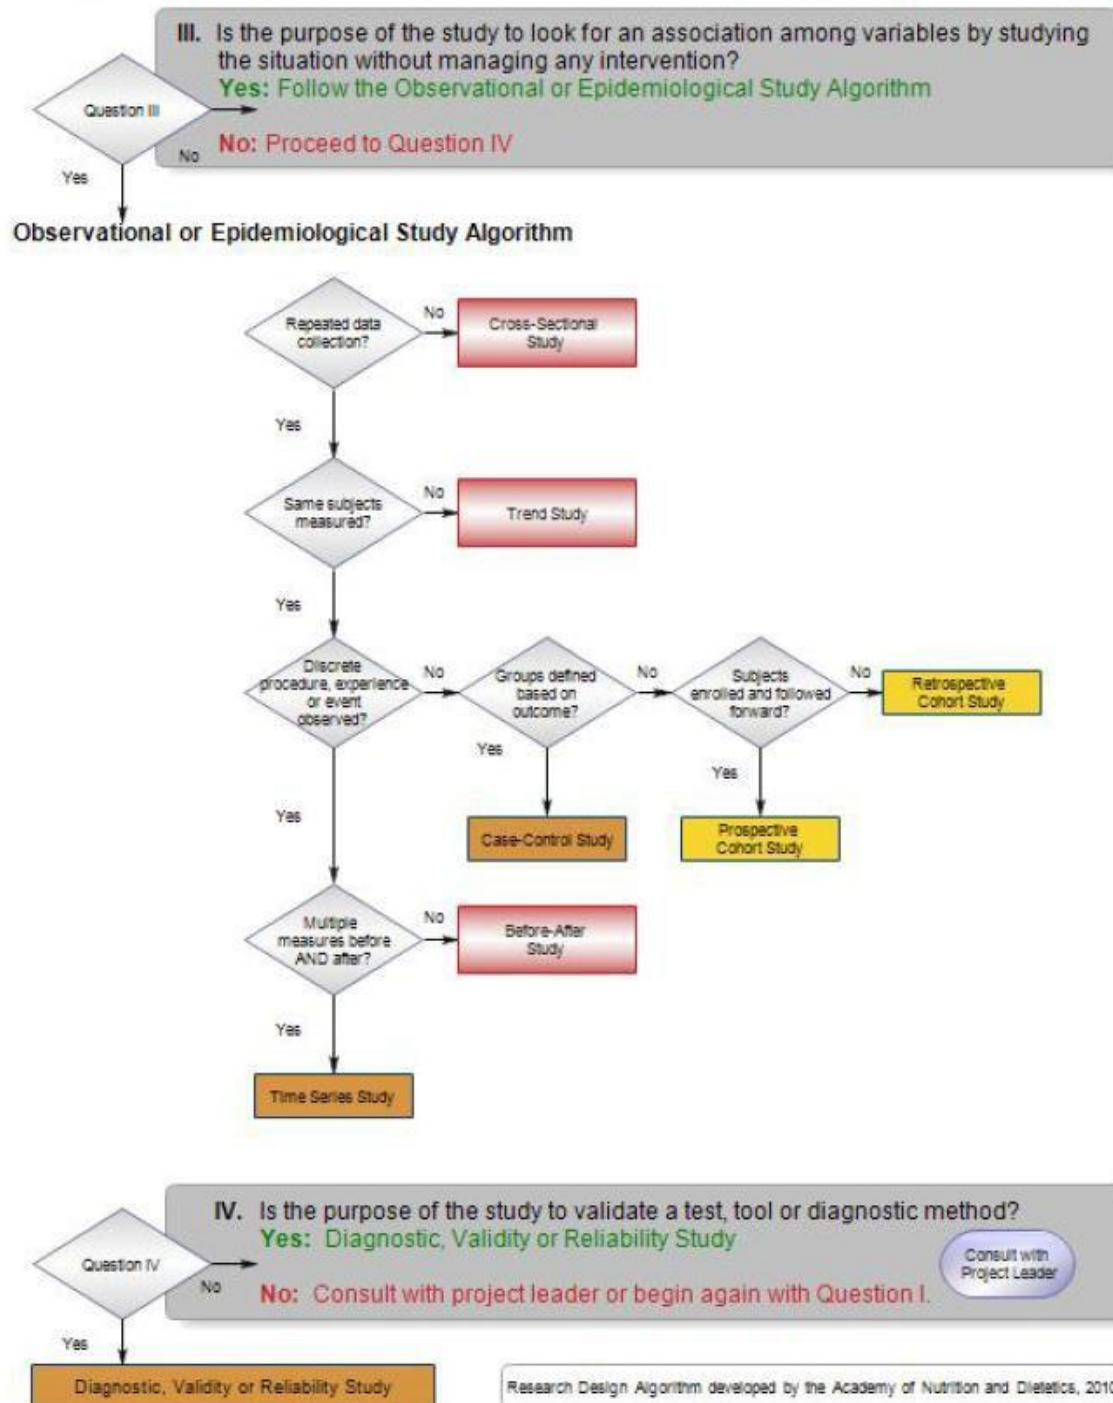 III. Is the purpose of the study to look for an association among variables by studying
the situation without managing any intervention?
Yes: Follow the Observational or Epidemiological Study Algorithm
Question III
No: Proceed to Question IV
No
Yes
Observational or Epidemiological Study Algorithm
Repeated data
collection?
No
Cross-Sectional
Study
Yes
Same subjects
measured?
No
Trend Study
Yes
Discrete
procedure, experience
or event
observed?
No
Groups defined
based on
outcome?
No
Subjects
enrolled and followed
forward?
No
Retrospective
Cohort Study
Yes
Yes
Yes
Case-Control Study
Prospective
Cohort Study
Multiple
measures before
AND after?
No
Before-After
Study
Yes
Time Series Study
IV. Is the purpose of the study to validate a test, tool or diagnostic method?
Yes: Diagnostic, Validity or Reliability Study
Question IV
Consult with
Project Leader
No
No: Consult with project leader or begin again with Question I.
Yes
Diagnostic, Validity or Reliability Study
Research Design Algorithm developed by the Academy of Nutrition and Dietetics, 2010